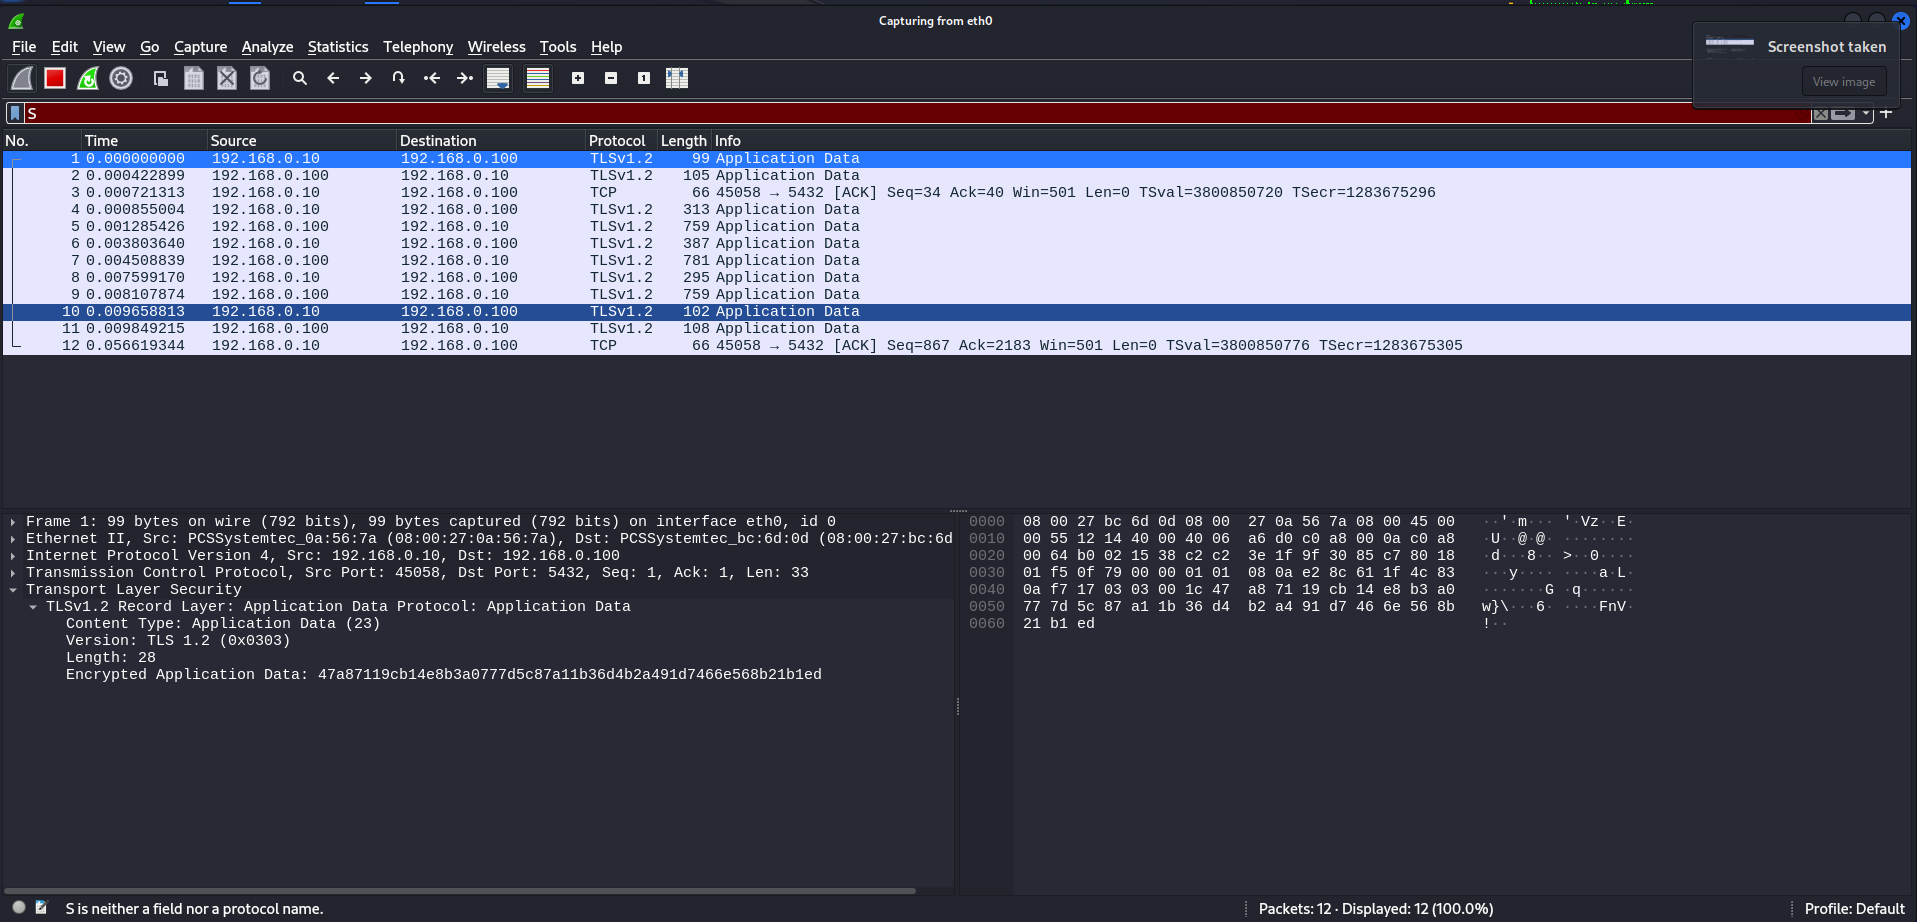 Capturing from eth0
File Edit View Go Capture Analyze Statistics Telephony Wireless Tools Help
Screenshot taken
View image
S
No. Time Source Destination Protocol Length Info
1 0.000000000 192.168.0.10 192.168.0.100 TLSv1.2 99 Application Data
2 0.000422899 192.168.0.100 192.168.0.10 TLSv1.2 105 Application Data
3 0.000721313 192.168.0.10 192.168.0.100 TCP 66 45058 → 5432 [ACK] Seq=34 Ack=40 Win=501 Len=0 TSval=3800850720 TSecr=1283675296
4 0.000855004 192.168.0.10 192.168.0.100 TLSv1.2 313 Application Data
5 0.001285426 192.168.0.100 192.168.0.10 TLSv1.2 759 Application Data
6 0.003803640 192.168.0.10 192.168.0.100 TLSv1.2 387 Application Data
7 0.004508839 192.168.0.100 192.168.0.10 TLSv1.2 781 Application Data
8 0.007599170 192.168.0.10 192.168.0.100 TLSv1.2 295 Application Data
9 0.008107874 192.168.0.100 192.168.0.10 TLSv1.2 759 Application Data
10 0.009658813 192.168.0.10 192.168.0.100 TLSv1.2 102 Application Data
11 0.009849215 192.168.0.100 192.168.0.10 TLSv1.2 108 Application Data
12 0.056619344 192.168.0.10 192.168.0.100 TCP 66 45058 → 5432 [ACK] Seq=867 Ack=2183 Win=501 Len=0 TSval=3800850776 TSecr=1283675305
Frame 1: 99 bytes on wire (792 bits), 99 bytes captured (792 bits) on interface eth0, id 0
Ethernet II, Src: PCSSystemtec_0a:56:7a (08:00:27:0a:56:7a), Dst: PCSSystemtec_bc:6d:0d (08:00:27:bc:6d
Internet Protocol Version 4, Src: 192.168.0.10, Dst: 192.168.0.100
Transmission Control Protocol, Src Port: 45058, Dst Port: 5432, Seq: 1, Ack: 1, Len: 33
Transport Layer Security
TLSv1.2 Record Layer: Application Data Protocol: Application Data
Content Type: Application Data (23)
Version: TLS 1.2 (0x0303)
Length: 28
Encrypted Application Data: 47a87119cb14e8b3a0777d5c87a11b36d4b2a491d7466e568b21b1ed
0000 08 00 27 bc 6d 0d 08 00 27 0a 56 7a 08 00 45 00 ··'·m··· '·Vz··E·
0010 00 55 12 14 40 00 40 06 a6 d0 c0 a8 00 0a c0 a8 ·U··@·@· ········
0020 00 64 b0 02 15 38 c2 c2 3e 1f 9f 30 85 c7 80 18 ·d···8·· >··0····
0030 01 f5 0f 79 00 00 01 01 08 0a e2 8c 61 1f 4c 83 ···y···· ····a·L·
0040 0a f7 17 03 03 00 1c 47 a8 71 19 cb 14 e8 b3 a0 ·······G ·q······
0050 77 7d 5c 87 a1 1b 36 d4 b2 a4 91 d7 46 6e 56 8b w}\···6· ····FnV·
0060 21 b1 ed !··
S is neither a field nor a protocol name.
Packets: 12 · Displayed: 12 (100.0%)
Profile: Default